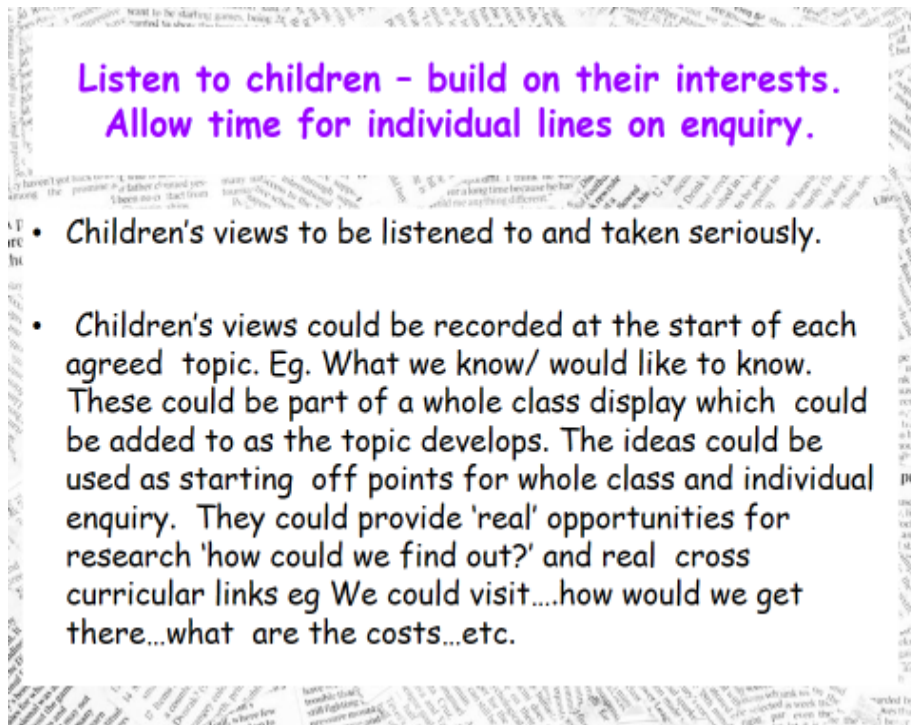 Listen to children – build on their interests.
Allow time for individual lines on enquiry.
• Children's views to be listened to and taken seriously.
• Children's views could be recorded at the start of each
agreed topic. Eg. What we know/ would like to know.
These could be part of a whole class display which could
be added to as the topic develops. The ideas could be
used as starting off points for whole class and individual
enquiry. They could provide 'real' opportunities for
research 'how could we find out?' and real cross
curricular links eg We could visit….how would we get
there…what are the costs…etc.